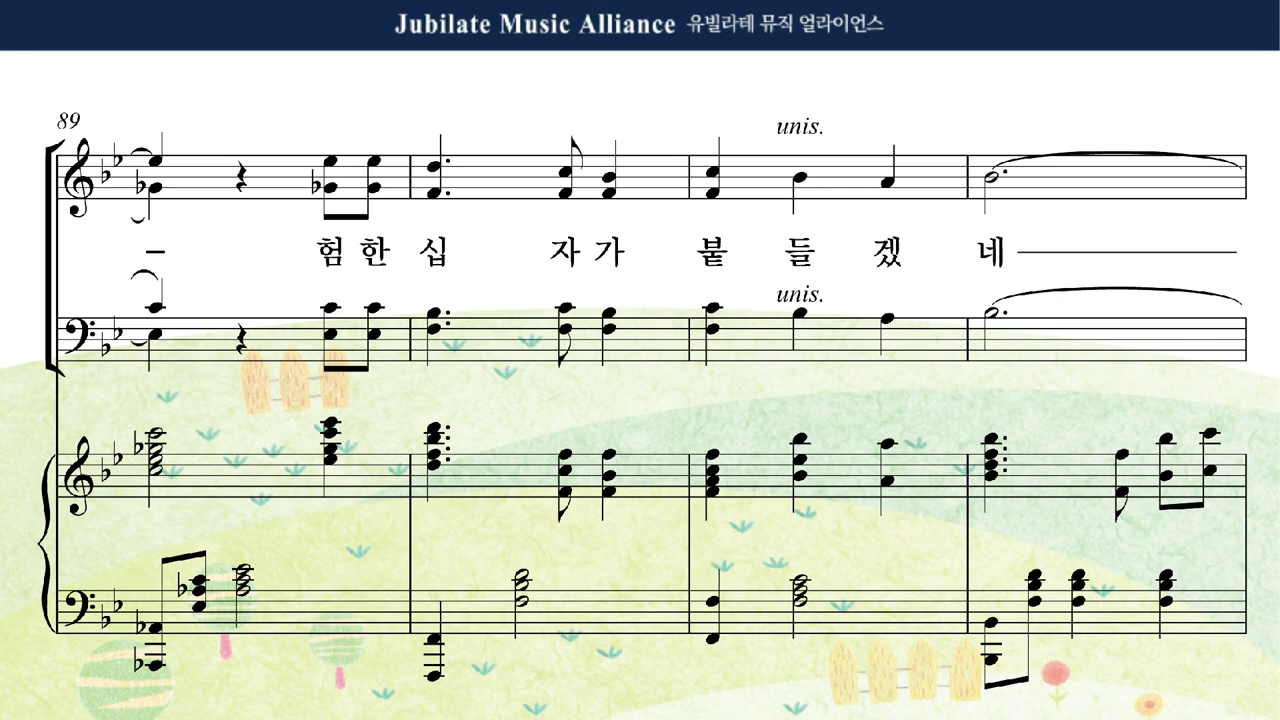 Jubilate Music Alliance 유빌라테 뮤직 얼라이언스
89
unis.
험 한 십 자 가 붙 들 겠 네
unis.